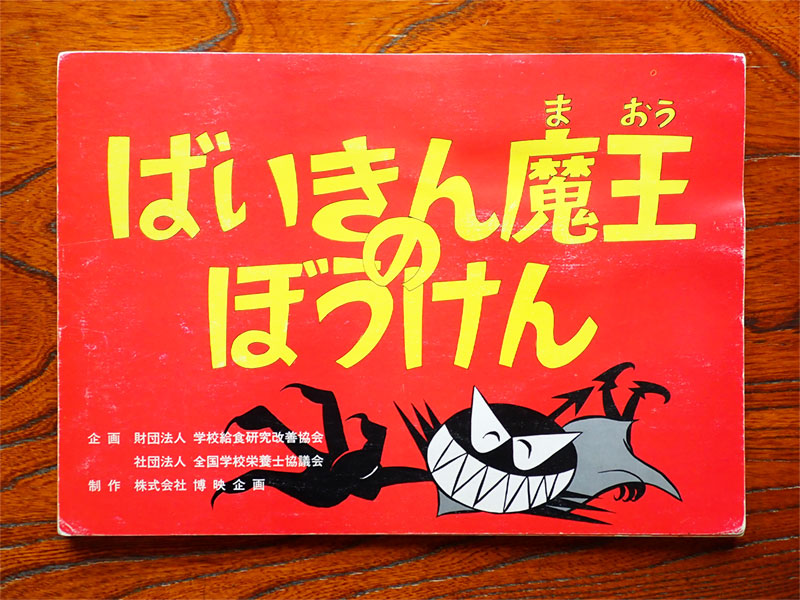 まおう
ばいきん魔王
の
ぼうけん
企画 財団法人 学校給食研究改善協会
社団法人 全国学校栄養士協議会
制作 株式会社 博映企画